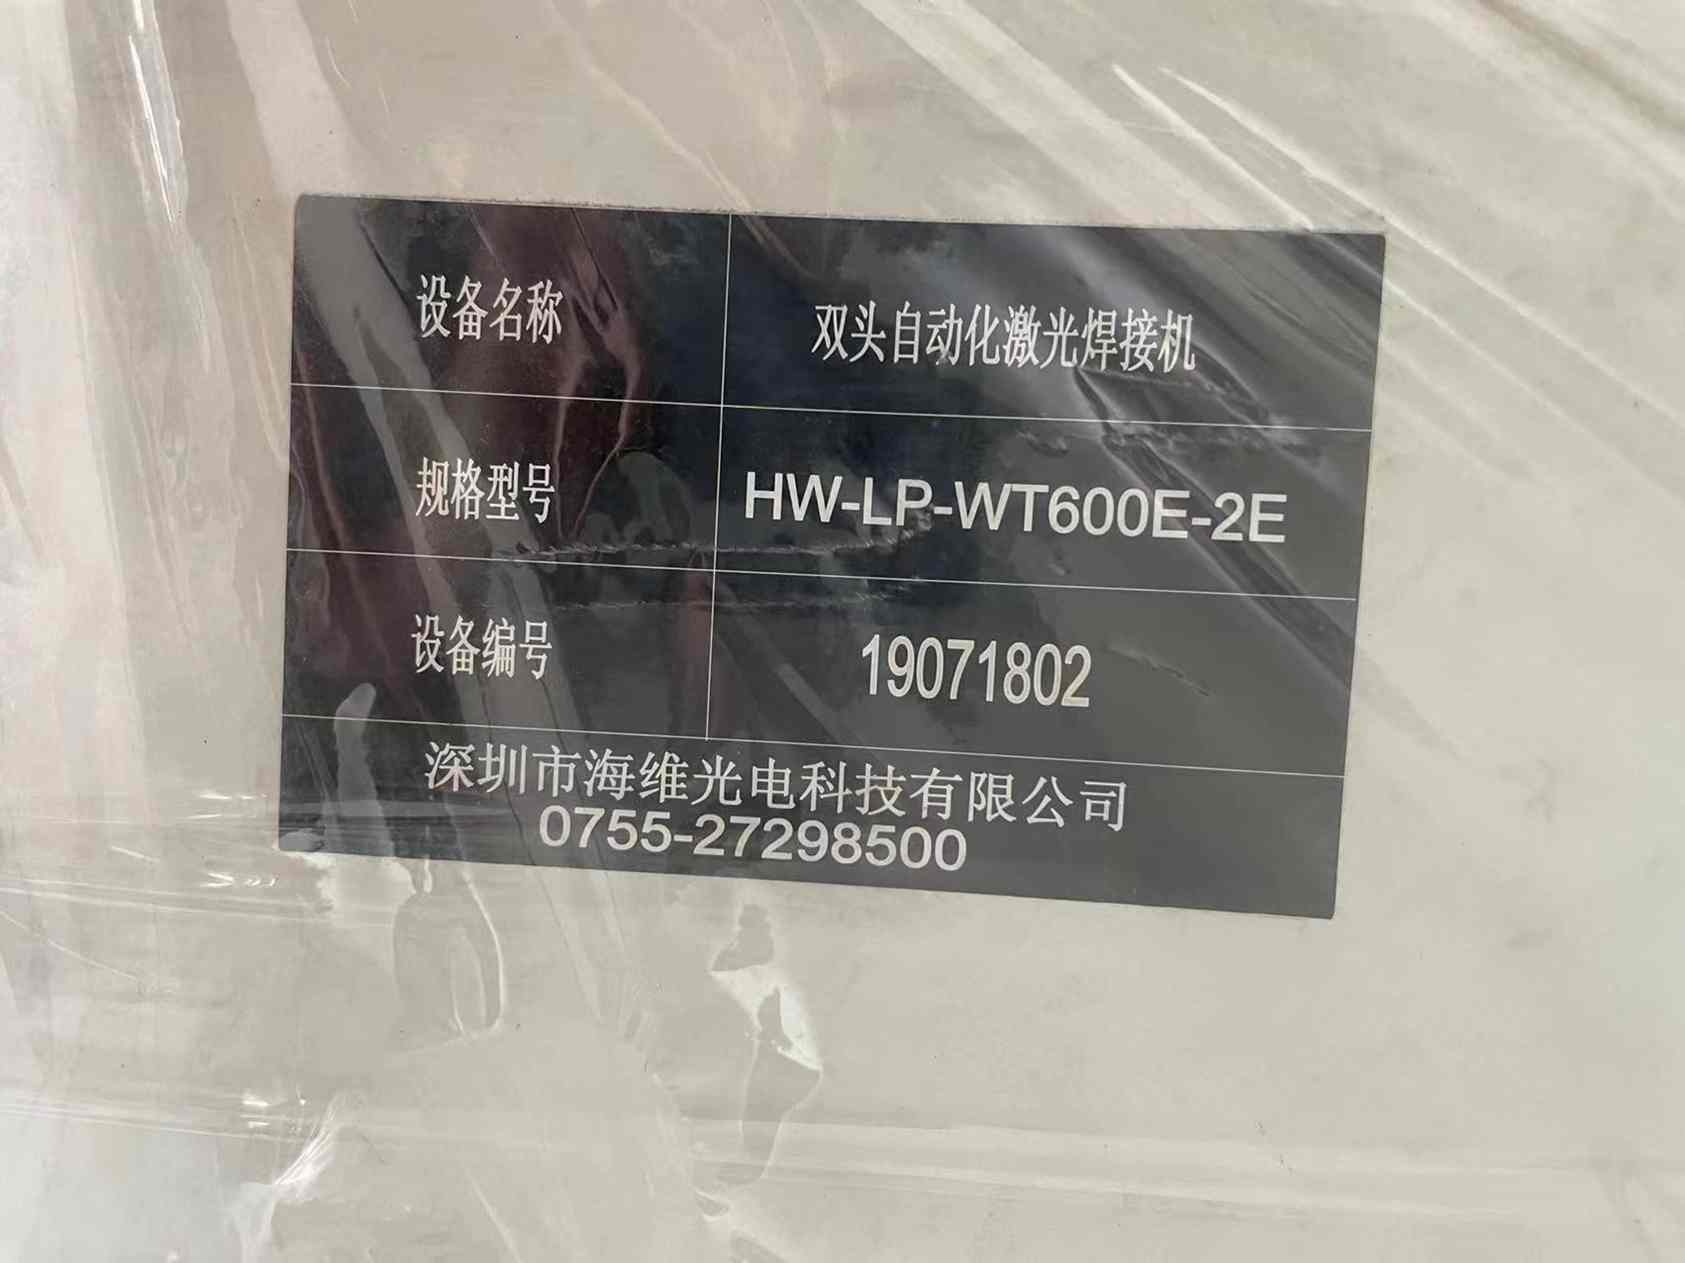 设备名称 双头自动化激光焊接机
规格型号 HW-LP-WT600E-2E
设备编号 19071802
深圳市海维光电科技有限公司
0755-27298500